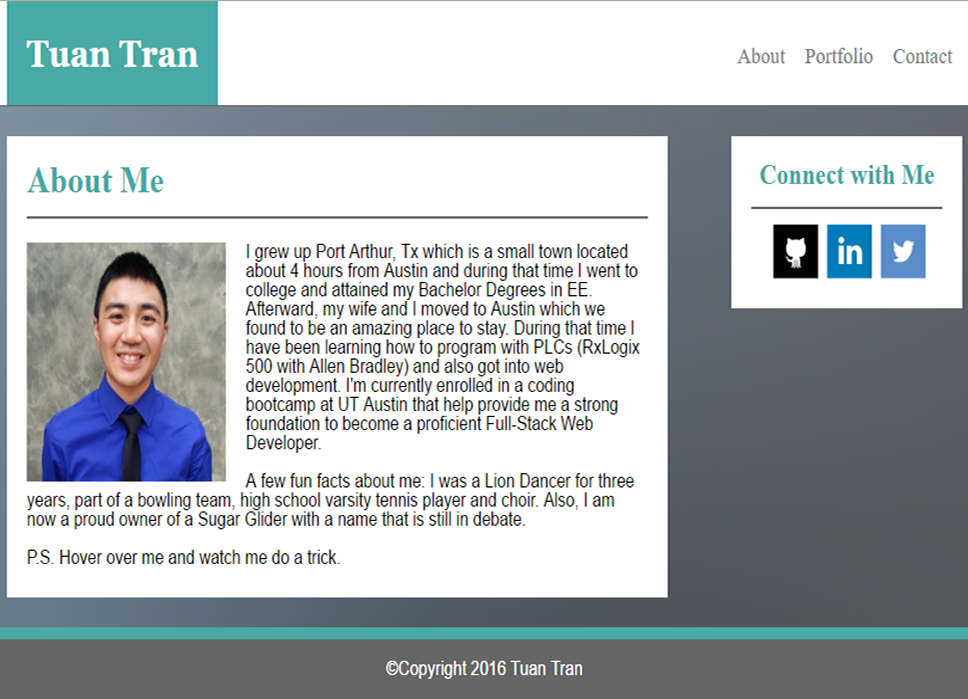 Tuan Tran
About Portfolio Contact
About Me
I grew up Port Arthur, Tx which is a small town located
about 4 hours from Austin and during that time I went to
college and attained my Bachelor Degrees in EE.
Afterward, my wife and I moved to Austin which we
found to be an amazing place to stay. During that time I
have been learning how to program with PLCs (RxLogix
500 with Allen Bradley) and also got into web
development. I'm currently enrolled in a coding
bootcamp at UT Austin that help provide me a strong
foundation to become a proficient Full-Stack Web
Developer.
A few fun facts about me: I was a Lion Dancer for three
years, part of a bowling team, high school varsity tennis player and choir. Also, I am
now a proud owner of a Sugar Glider with a name that is still in debate.
P.S. Hover over me and watch me do a trick.
Connect with Me
in
©Copyright 2016 Tuan Tran